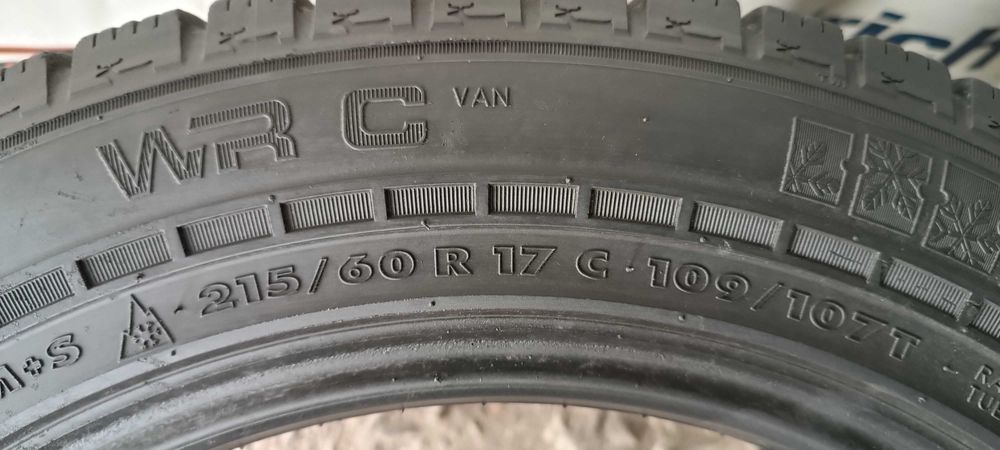 WR C VAN
M+S 215/60 R 17 C 109/107T